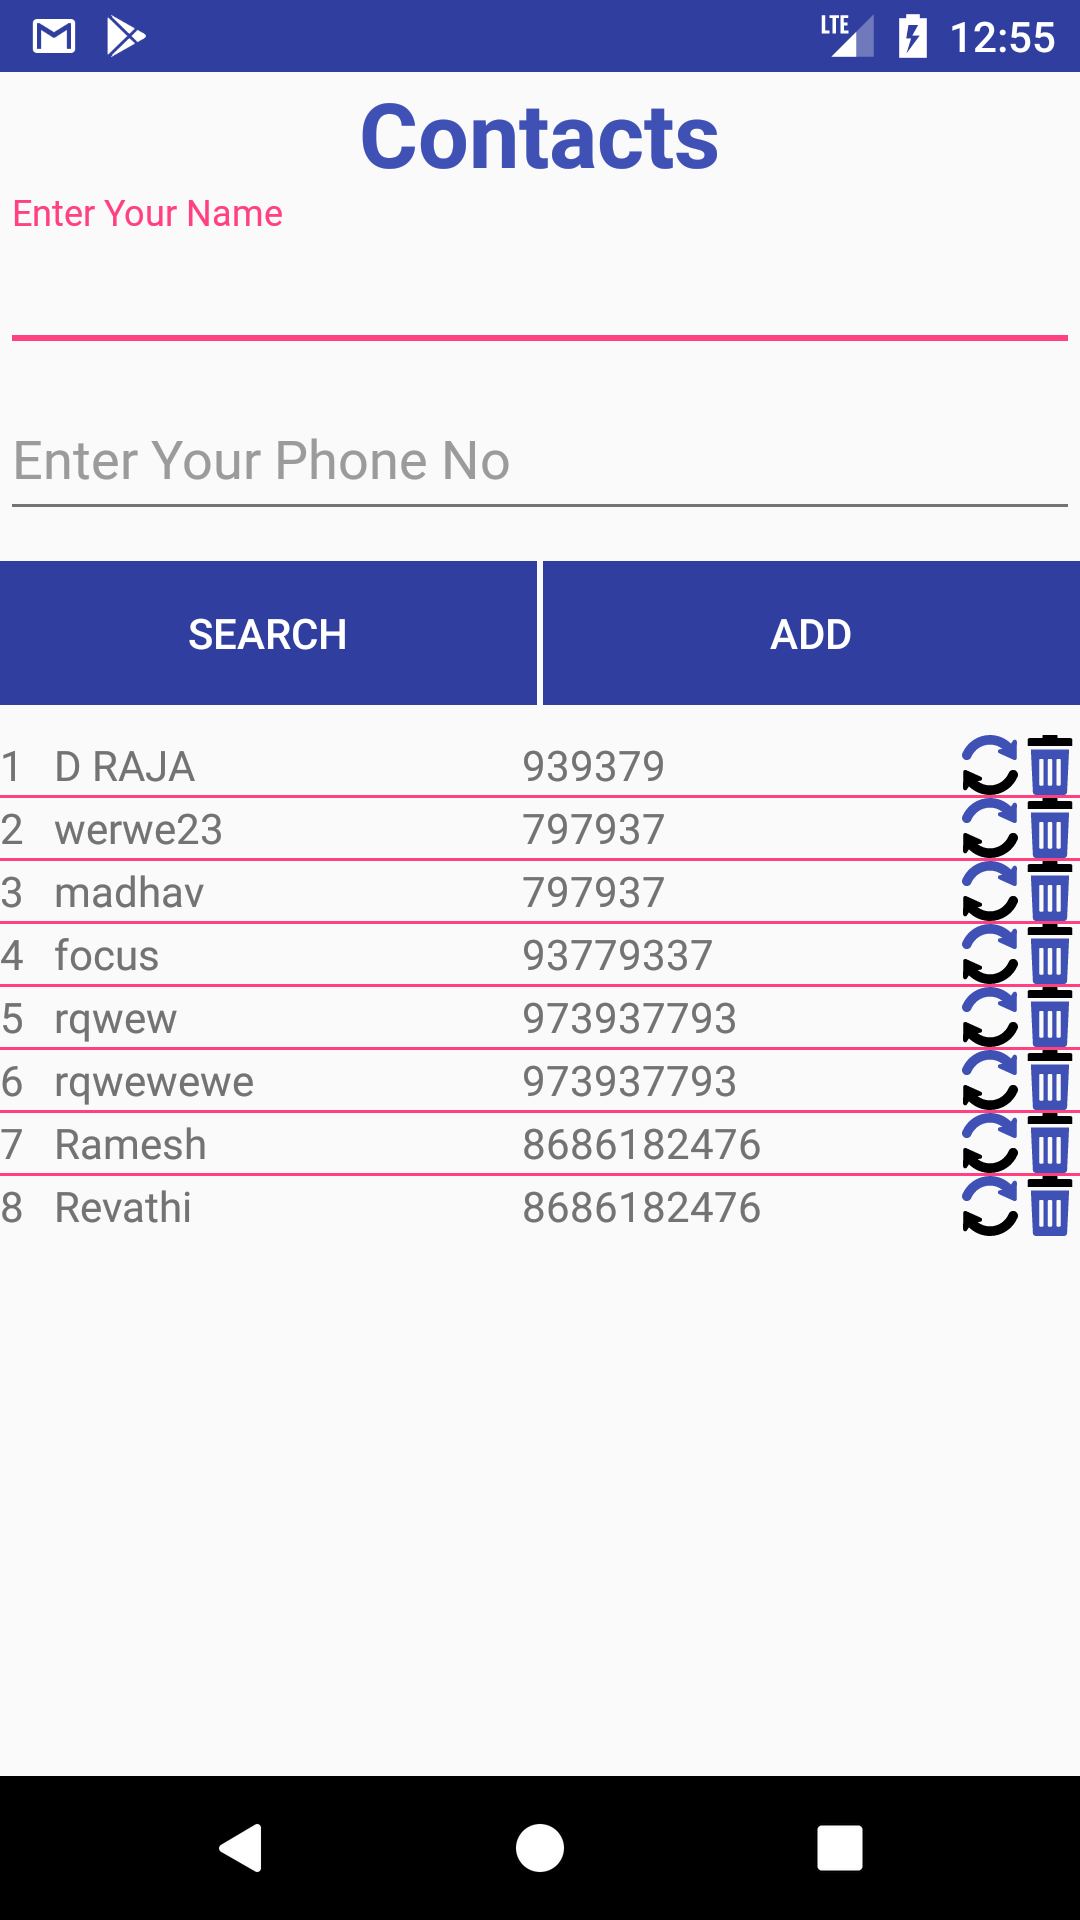 LTE 12:55
Contacts
Enter Your Name
Enter Your Phone No
SEARCH ADD
1 D RAJA 939379
2 werwe23 797937
3 madhav 797937
4 focus 93779337
5 rqwew 973937793
6 rqwewewe 973937793
7 Ramesh 8686182476
8 Revathi 8686182476